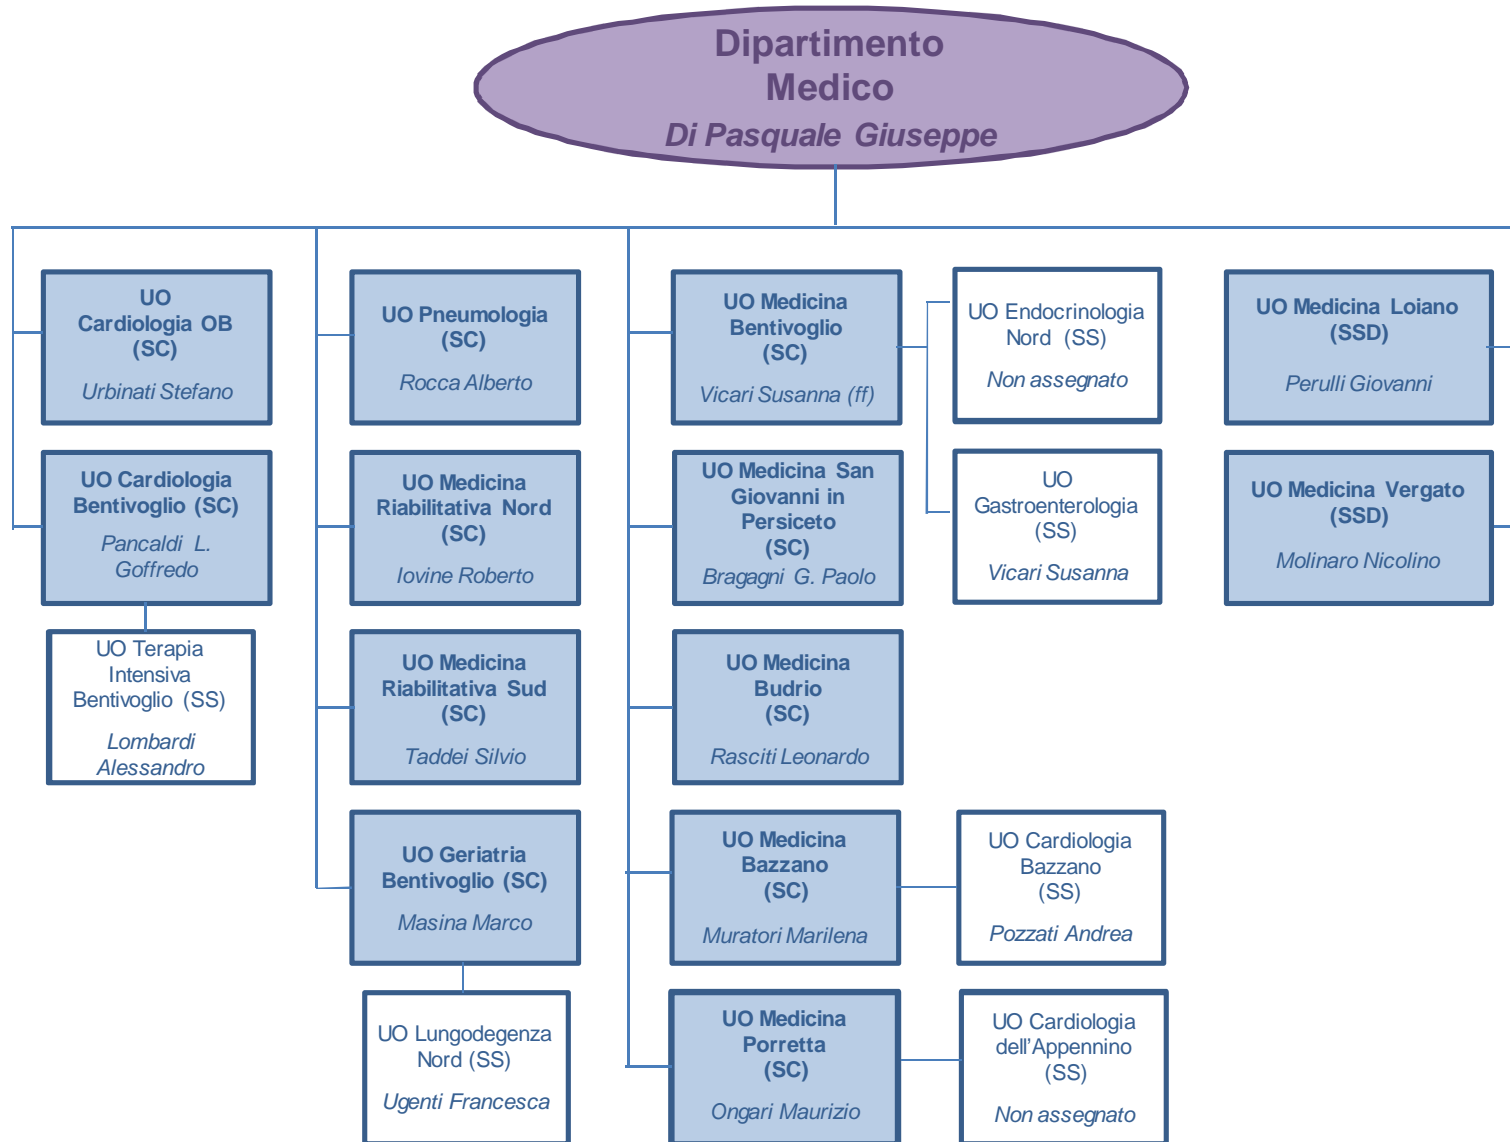 Dipartimento
Medico
Di Pasquale Giuseppe
UO
Cardiologia OB
(SC)
Urbinati Stefano
UO Cardiologia
Bentivoglio (SC)
Pancaldi L.
Goffredo
UO Terapia
Intensiva
Bentivoglio (SS)
Lombardi
Alessandro
UO Pneumologia
(SC)
Rocca Alberto
UO Medicina
Riabilitativa Nord
(SC)
Iovine Roberto
UO Medicina
Riabilitativa Sud
(SC)
Taddei Silvio
UO Geriatria
Bentivoglio (SC)
Masina Marco
UO Lungodegenza
Nord (SS)
Ugenti Francesca
UO Medicina
Bentivoglio
(SC)
Vicari Susanna (ff)
UO Endocrinologia
Nord (SS)
Non assegnato
UO
Gastroenterologia
(SS)
Vicari Susanna
UO Medicina San
Giovanni in
Persiceto
(SC)
Bragagni G. Paolo
UO Medicina
Budrio
(SC)
Rasciti Leonardo
UO Medicina
Bazzano
(SC)
Muratori Marilena
UO Cardiologia
Bazzano
(SS)
Pozzati Andrea
UO Medicina
Porretta
(SC)
Ongari Maurizio
UO Cardiologia
dell’Appennino
(SS)
Non assegnato
UO Medicina Loiano
(SSD)
Perulli Giovanni
UO Medicina Vergato
(SSD)
Molinaro Nicolino